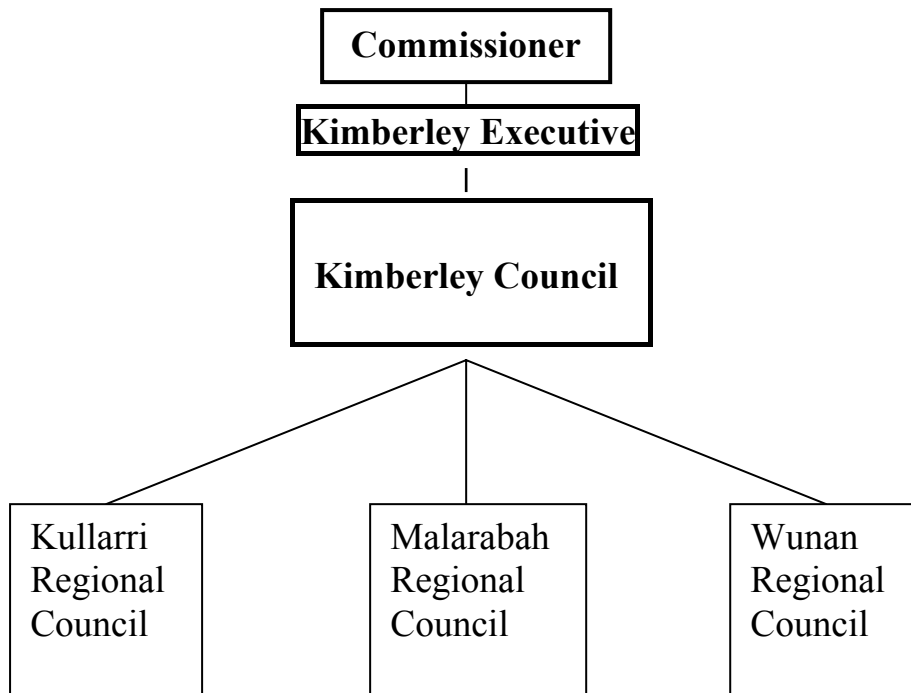 Commissioner
Kimberley Executive
Kimberley Council
Kullarri
Regional
Council
Malarabah
Regional
Council
Wunan
Regional
Council